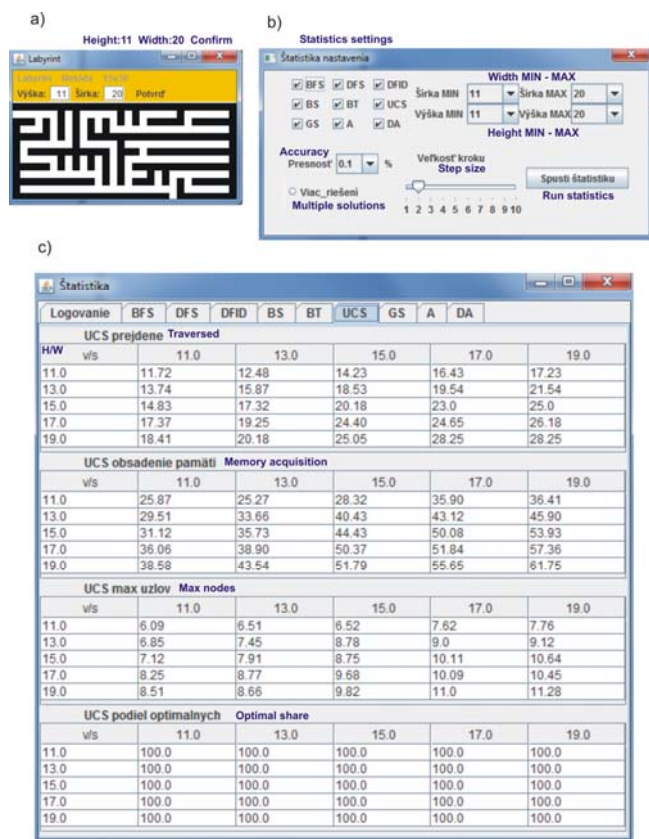 a)
Height:11 Width:20 Confirm
Labyrint
Labyrint Metóda 15x30
Výška: 11 Šírka: 20 Potvrď
b)
Statistics settings
Štatistika nastavenia
BFS DFS DFID
BS BT UCS
GS A DA
Width MIN - MAX
Šírka MIN 11 Šírka MAX 20
Výška MIN 11 Výška MAX 20
Height MIN - MAX
Accuracy
Presnosť 0.1 %
Viac_riešení
Multiple solutions
Veľkosť kroku
Step size
1 2 3 4 5 6 7 8 9 10
Spusti štatistiku
Run statistics
c)
Štatistika
Logovanie BFS DFS DFID BS BT UCS GS A DA
UCS prejdene Traversed
H/W v/s 11.0 13.0 15.0 17.0 19.0
11.0 11.72 12.48 14.23 16.43 17.23
13.0 13.74 15.87 18.53 19.54 21.54
15.0 14.83 17.32 20.18 23.0 25.0
17.0 17.37 19.25 24.40 24.65 26.18
19.0 18.41 20.18 25.05 28.25 28.25
UCS obsadenie pamäti Memory acquisition
v/s 11.0 13.0 15.0 17.0 19.0
11.0 25.87 25.27 28.32 35.90 36.41
13.0 29.51 33.66 40.43 43.12 45.90
15.0 31.12 35.73 44.43 50.08 53.93
17.0 36.06 38.90 50.37 51.84 57.36
19.0 38.58 43.54 51.79 55.65 61.75
UCS max uzlov Max nodes
v/s 11.0 13.0 15.0 17.0 19.0
11.0 6.09 6.51 6.52 7.62 7.76
13.0 6.85 7.45 8.78 9.0 9.12
15.0 7.12 7.91 8.75 10.11 10.64
17.0 8.25 8.77 9.68 10.09 10.45
19.0 8.51 8.66 9.82 11.0 11.28
UCS podiel optimalnych Optimal share
v/s 11.0 13.0 15.0 17.0 19.0
11.0 100.0 100.0 100.0 100.0 100.0
13.0 100.0 100.0 100.0 100.0 100.0
15.0 100.0 100.0 100.0 100.0 100.0
17.0 100.0 100.0 100.0 100.0 100.0
19.0 100.0 100.0 100.0 100.0 100.0